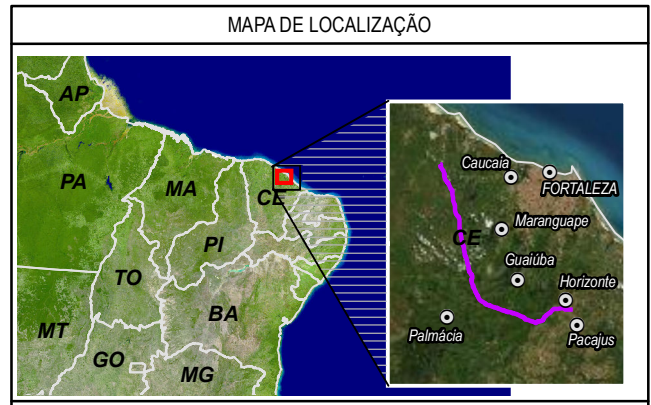 MAPA DE LOCALIZAÇÃO
AP
PA
MA
CE
PI
TO
BA
MT
GO
MG
Caucaia
FORTALEZA
CE
Maranguape
Guaiúba
Horizonte
Palmácia
Pacajus